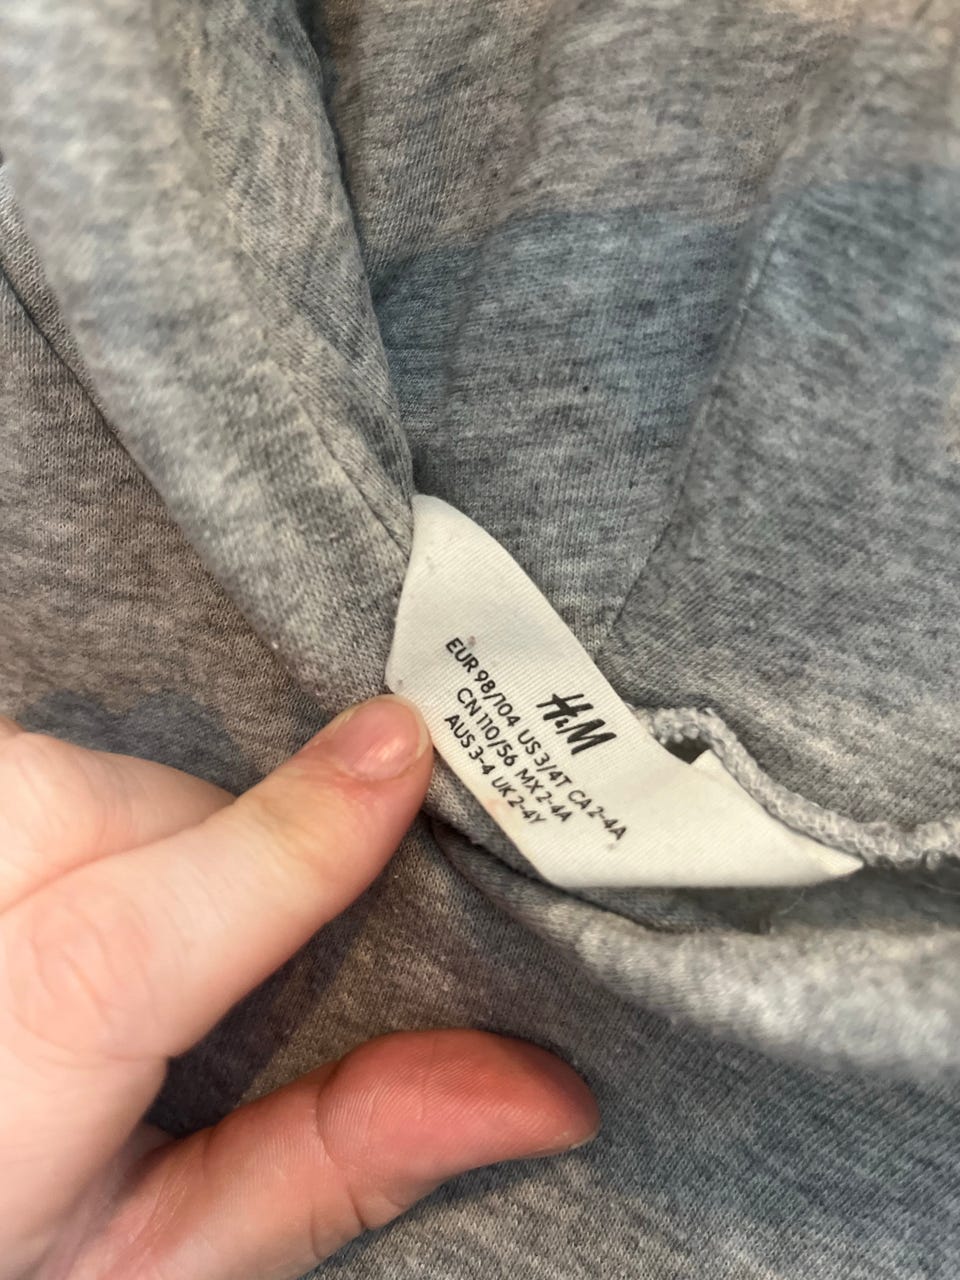 H&M
EUR 98/104 US 3/4T CA 2-4A
CN 110/56 MX 2-4A
AUS 3-4 UK 2-4Y